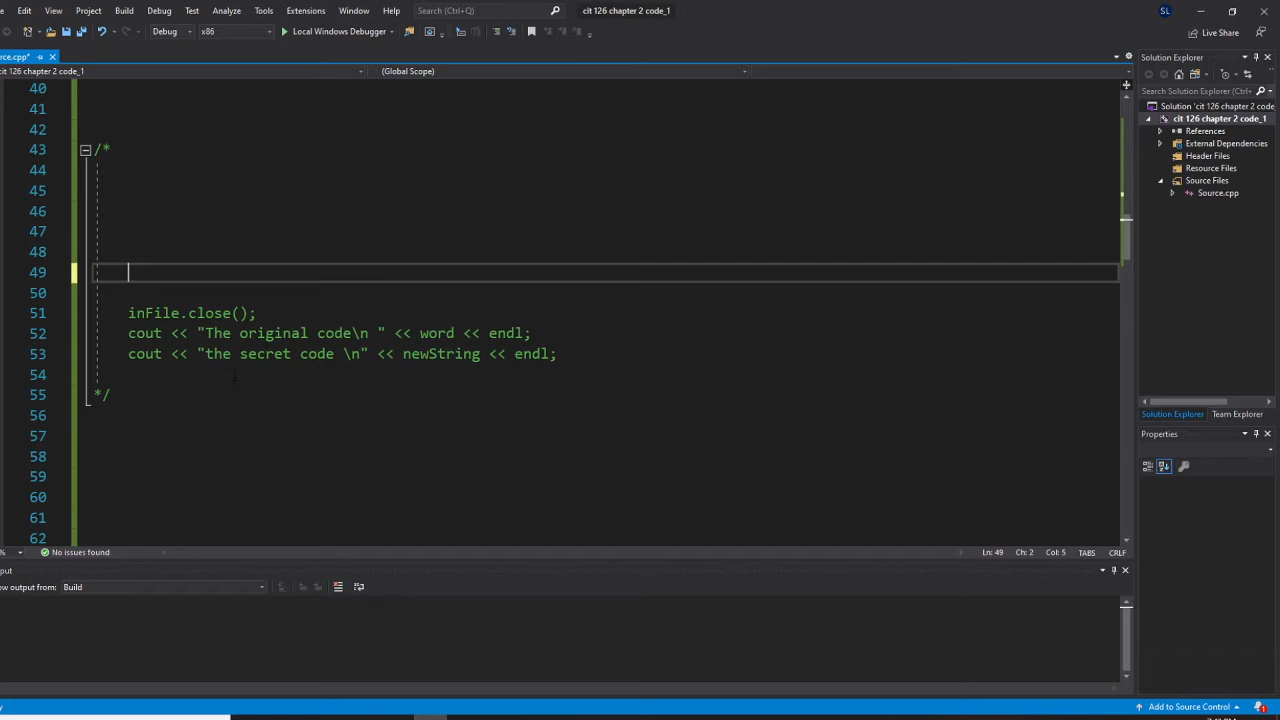 e Edit View Project Build Debug Test Analyze Tools Extensions Window Help Search (Ctrl+Q) cit 126 chapter 2 code_1 SL
Debug x86 Local Windows Debugger Live Share
rce.cpp*
cit 126 chapter 2 code_1 (Global Scope)
40
41
42
43 /*
44
45
46
47
48
49
50
51 inFile.close();
52 cout << "The original code\n " << word << endl;
53 cout << "the secret code \n" << newString << endl;
54
55 */
56
57
58
59
60
61
62
% No issues found Ln: 49 Ch: 2 Col: 5 TABS CRLF
put
ow output from: Build
Solution Explorer
Search Solution Explorer (Ctrl+
Solution 'cit 126 chapter 2 code
cit 126 chapter 2 code_1
References
External Dependencies
Header Files
Resource Files
Source Files
Source.cpp
Solution Explorer Team Explorer
Properties
y Add to Source Control 1